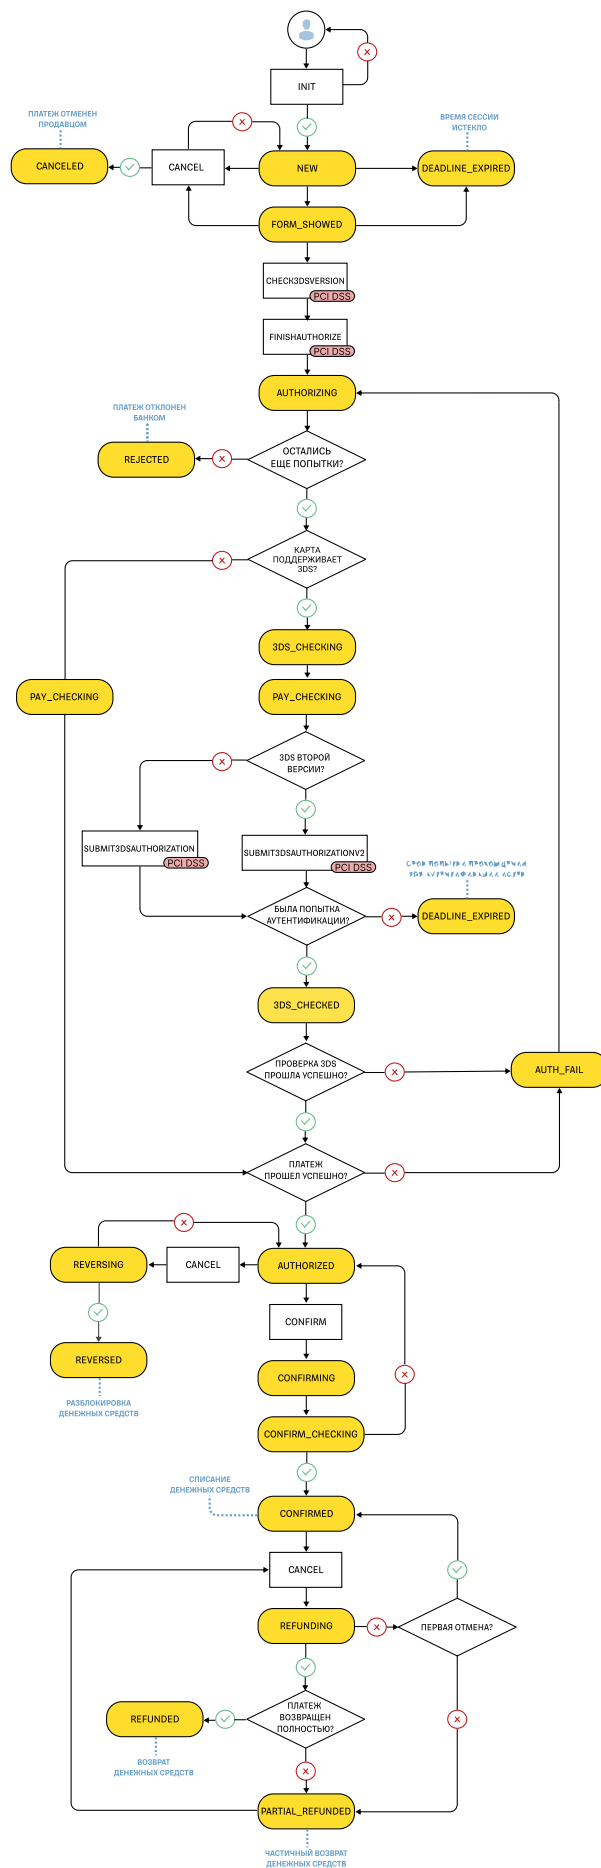 INIT
ПЛАТЕЖ ОТМЕНЕН
ПРОДАВЦОМ
ВРЕМЯ СЕССИИ
ИСТЕКЛО
CANCELED
CANCEL
NEW
DEADLINE_EXPIRED
FORM_SHOWED
CHECK3DSVERSION
PCI DSS
FINISHAUTHORIZE
PCI DSS
AUTHORIZING
ПЛАТЕЖ ОТКЛОНЕН
БАНКОМ
REJECTED
ОСТАЛИСЬ
ЕЩЕ ПОПЫТКИ?
КАРТА
ПОДДЕРЖИВАЕТ
3DS?
3DS_CHECKING
PAY_CHECKING
PAY_CHECKING
3DS ВТОРОЙ
ВЕРСИИ?
SUBMIT3DSAUTHORIZATION
PCI DSS
SUBMIT3DSAUTHORIZATIONV2
PCI DSS
БЫЛА ПОПЫТКА
АУТЕНТИФИКАЦИИ?
DEADLINE_EXPIRED
3DS_CHECKED
ПРОВЕРКА 3DS
ПРОШЛА УСПЕШНО?
AUTH_FAIL
ПЛАТЕЖ
ПРОШЕЛ УСПЕШНО?
REVERSING
CANCEL
AUTHORIZED
CONFIRM
REVERSED
РАЗБЛОКИРОВКА
ДЕНЕЖНЫХ СРЕДСТВ
CONFIRMING
CONFIRM_CHECKING
СПИСАНИЕ
ДЕНЕЖНЫХ СРЕДСТВ
CONFIRMED
CANCEL
REFUNDING
ПЕРВАЯ ОТМЕНА?
REFUNDED
ПЛАТЕЖ
ВОЗВРАЩЕН
ПОЛНОСТЬЮ?
ВОЗВРАТ
ДЕНЕЖНЫХ СРЕДСТВ
PARTIAL_REFUNDED
ЧАСТИЧНЫЙ ВОЗВРАТ
ДЕНЕЖНЫХ СРЕДСТВ